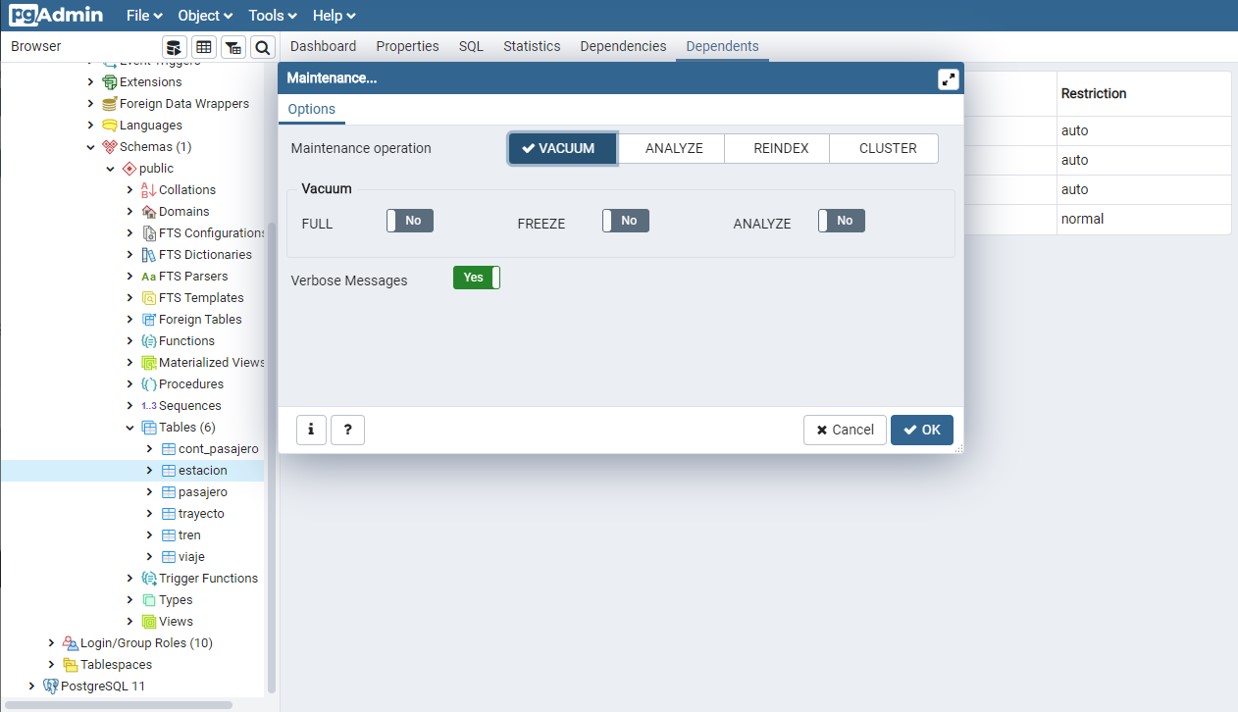 pgAdmin File Object Tools Help
Browser
Dashboard Properties SQL Statistics Dependencies Dependents
Event Triggers
Extensions
Foreign Data Wrappers
Languages
Schemas (1)
public
Collations
Domains
FTS Configurations
FTS Dictionaries
Aa FTS Parsers
FTS Templates
Foreign Tables
Functions
Materialized Views
Procedures
1..3 Sequences
Tables (6)
cont_pasajero
estacion
pasajero
trayecto
tren
viaje
Trigger Functions
Types
Views
Login/Group Roles (10)
Tablespaces
PostgreSQL 11
Maintenance...
Options
Maintenance operation VACUUM ANALYZE REINDEX CLUSTER
Vacuum
FULL No FREEZE No ANALYZE No
Verbose Messages Yes
i ? Cancel OK
Restriction
auto
auto
auto
normal